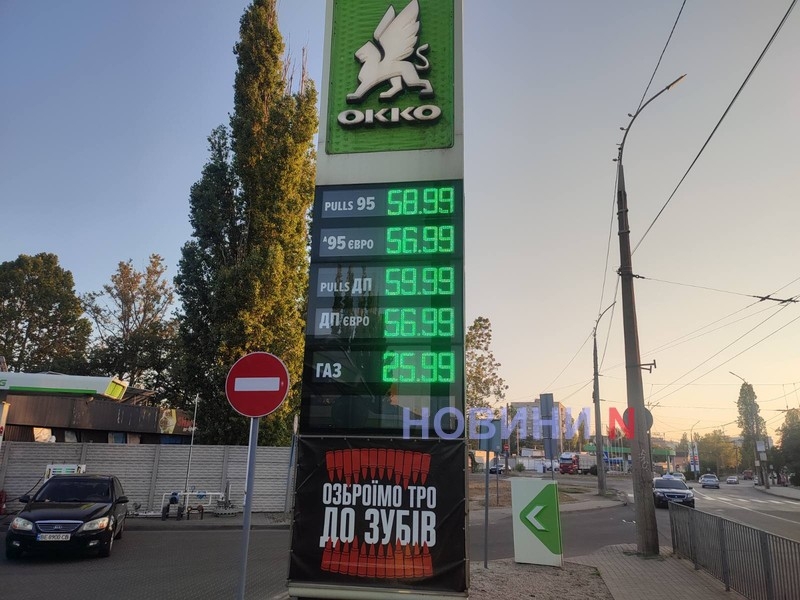 OKKO
PULLS 95 58.99
А95 ЄВРО 56.99
PULLS ДП 59.99
ДП ЄВРО 56.99
ГАЗ 25.99
НОВИНИ N
ОЗБРОЇМО ТРО
ДО ЗУБІВ